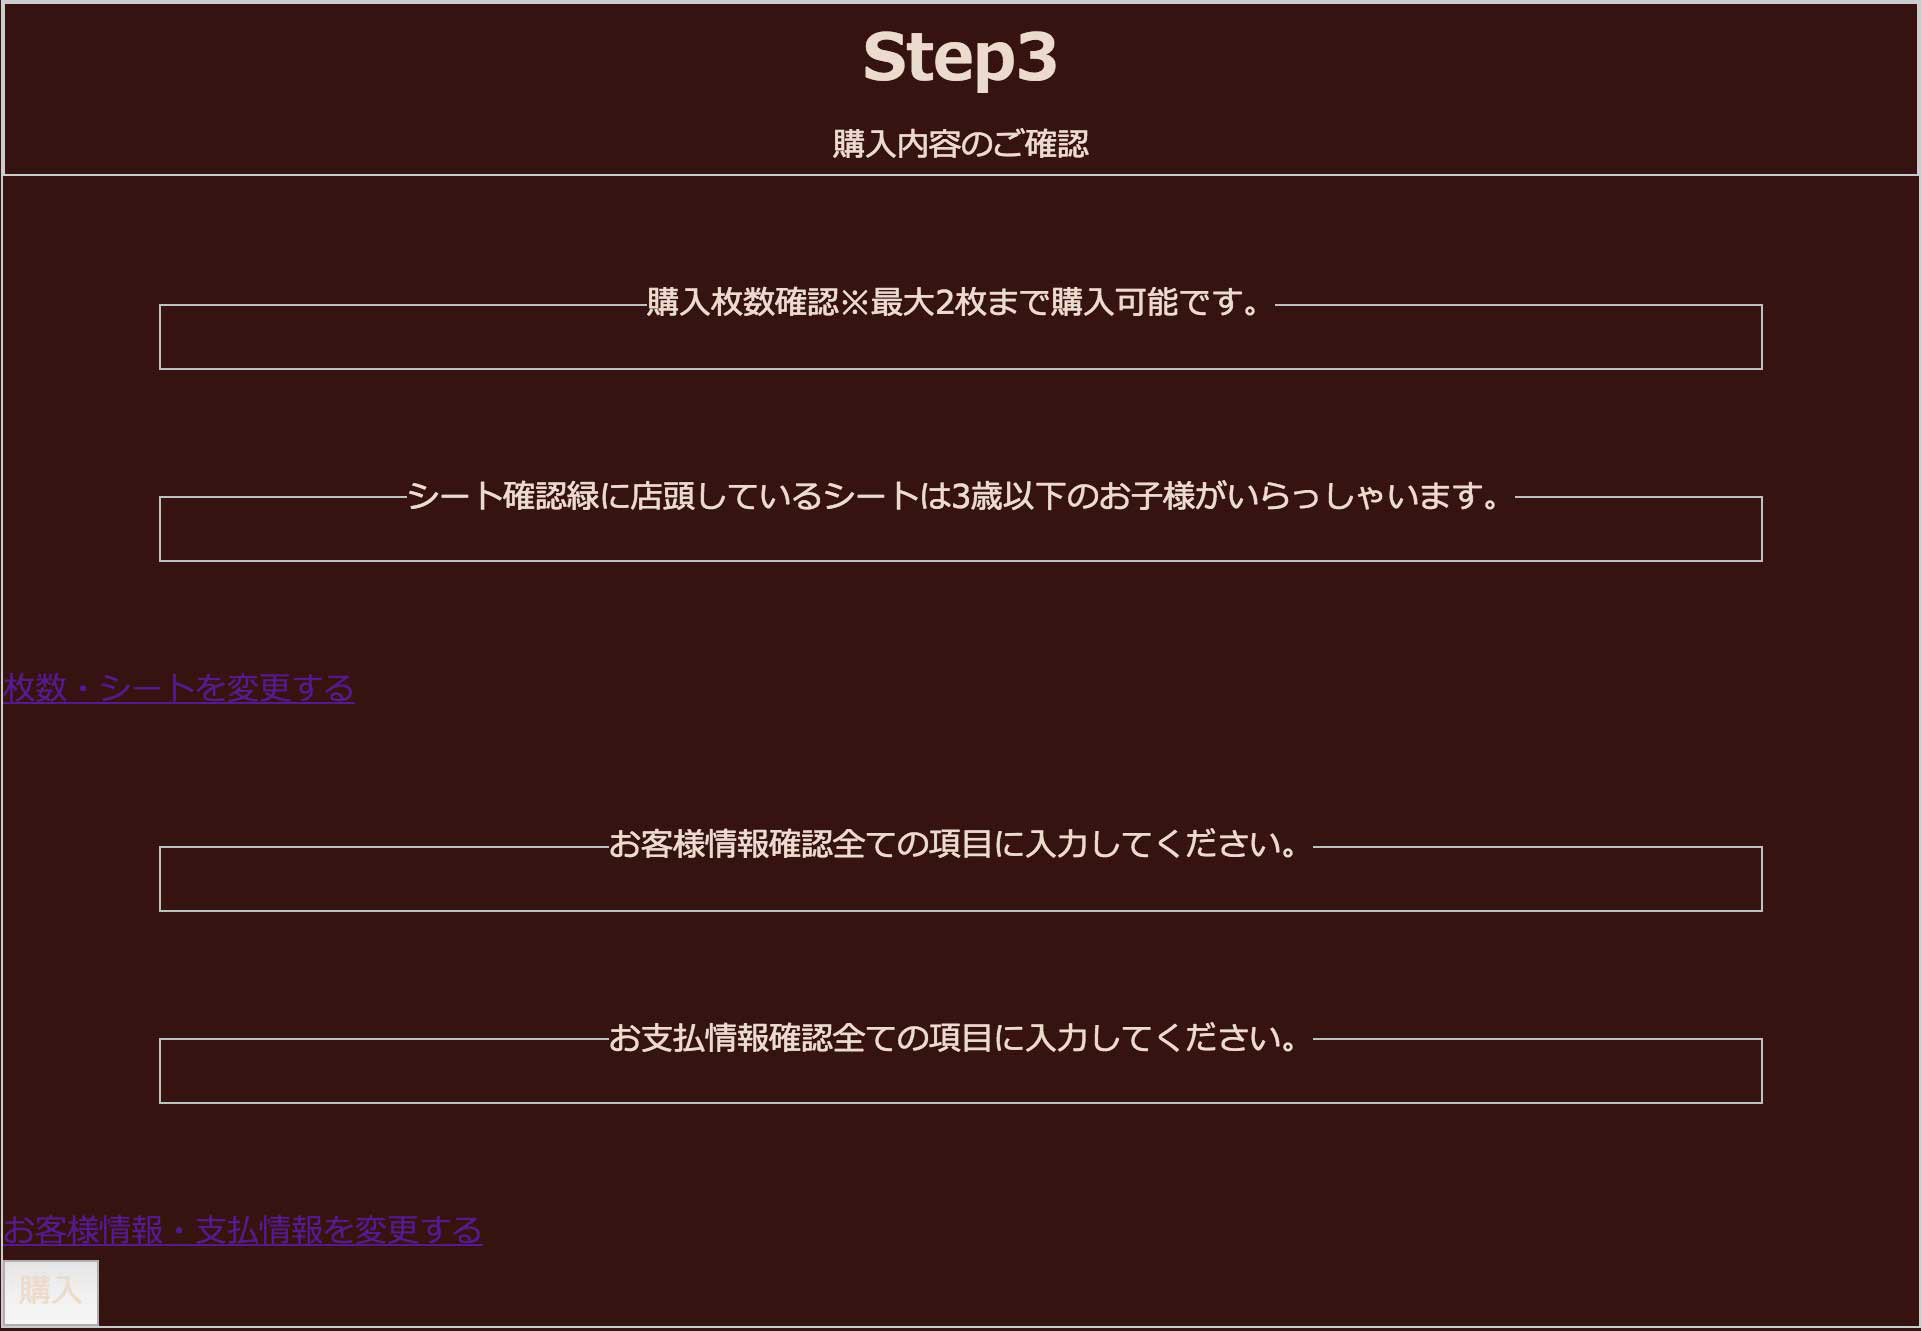 Step3
購入内容のご確認
購入枚数確認※最大2枚まで購入可能です。
シート確認緑に店頭しているシートは3歳以下のお子様がいらっしゃいます。
枚数・シートを変更する
お客様情報確認全ての項目に入力してください。
お支払情報確認全ての項目に入力してください。
お客様情報・支払情報を変更する
購入